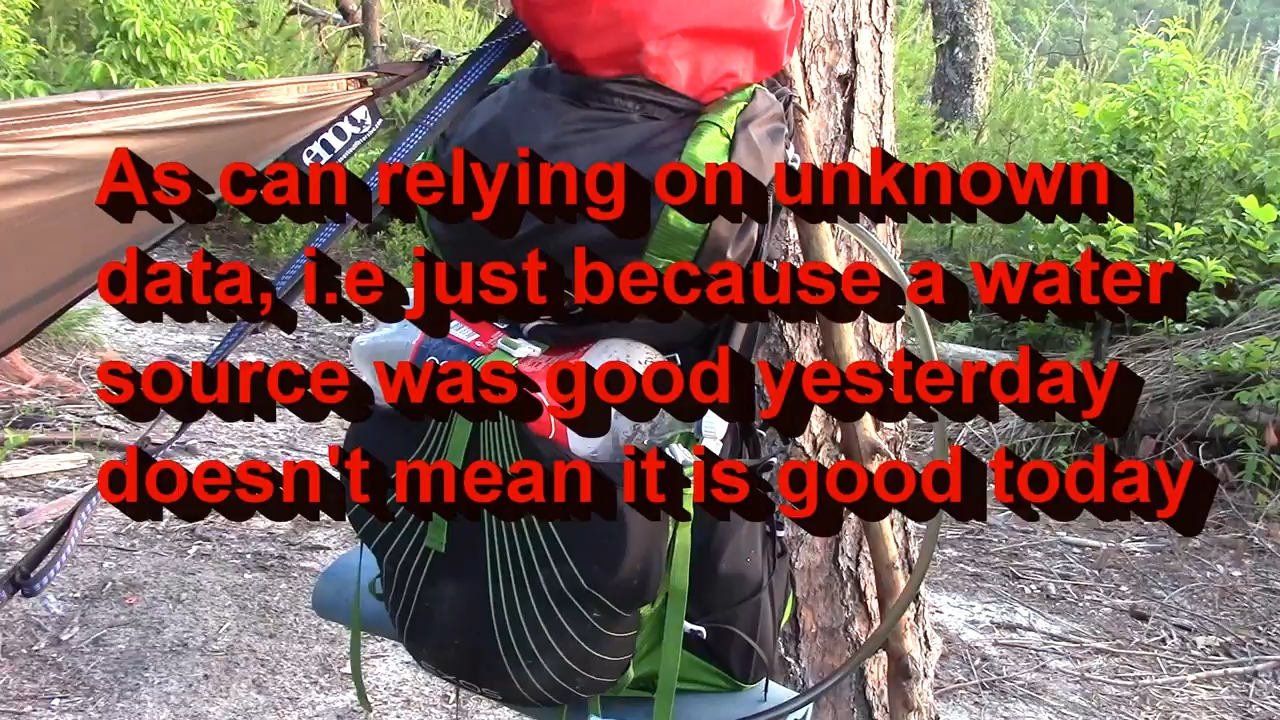 eno
As can relying on unknown
data, i.e just because a water
source was good yesterday
doesn't mean it is good today